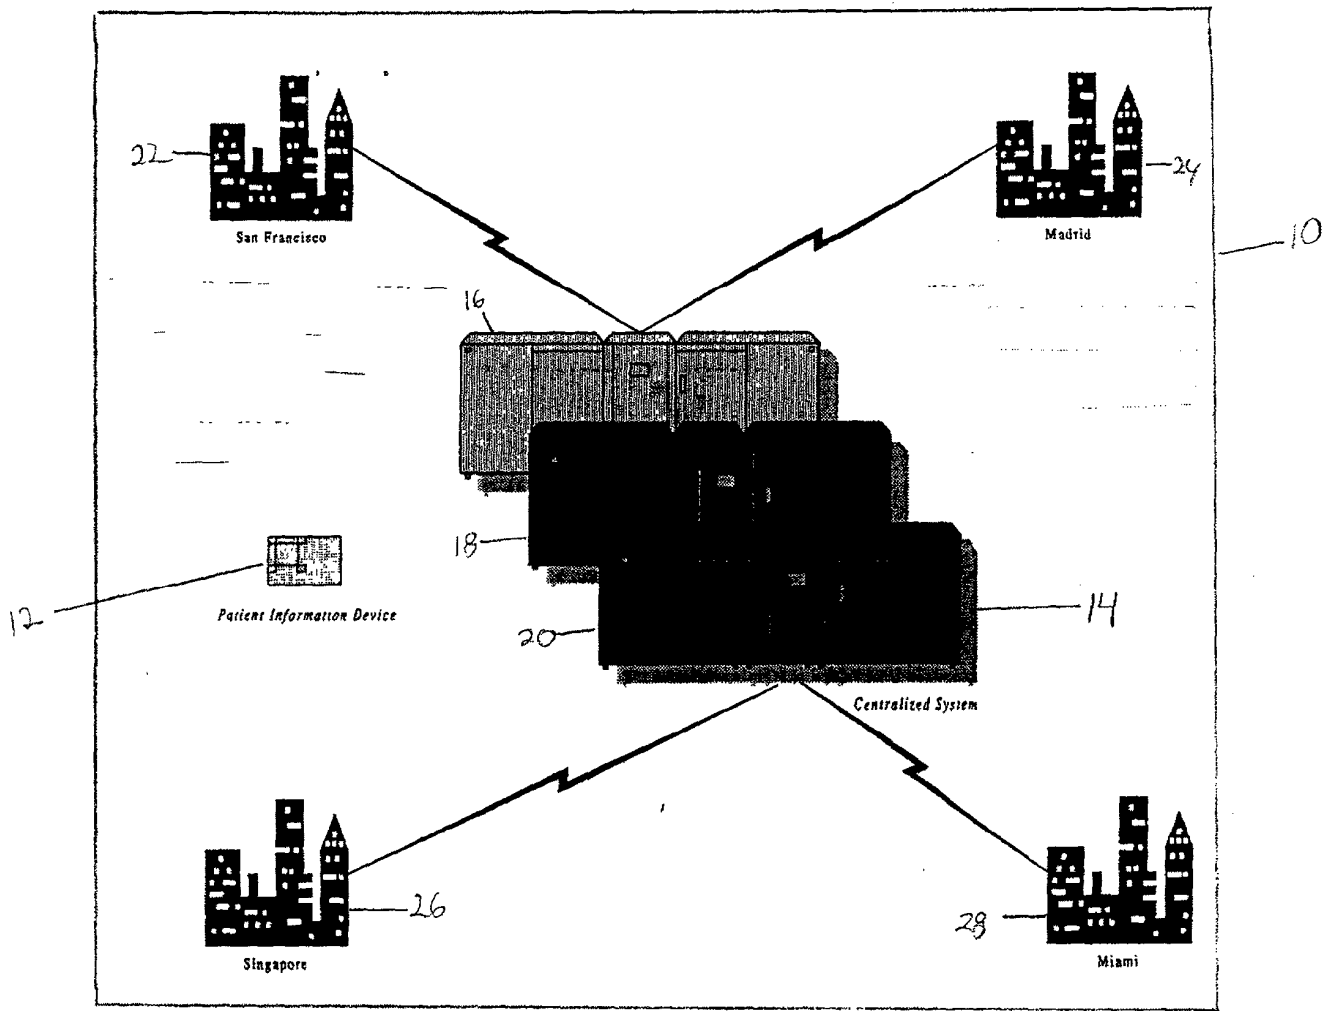 22
San Francisco
24
Madrid
10
16
18
12
Patient Information Device
20
14
Centralized System
26
Singapore
28
Miami